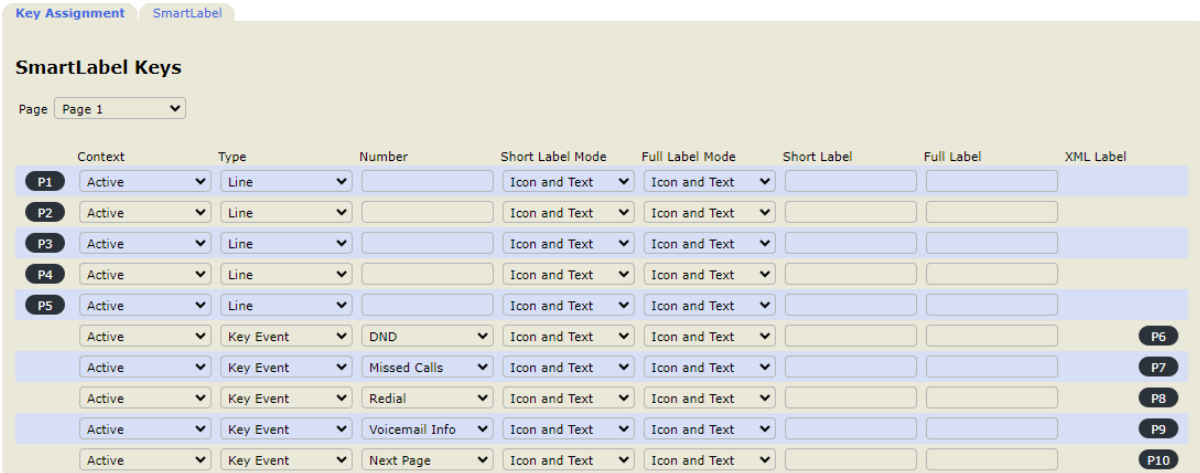 Key Assignment SmartLabel
SmartLabel Keys
Page Page 1
Context Type Number Short Label Mode Full Label Mode Short Label Full Label XML Label
P1 Active Line Icon and Text Icon and Text
P2 Active Line Icon and Text Icon and Text
P3 Active Line Icon and Text Icon and Text
P4 Active Line Icon and Text Icon and Text
P5 Active Line Icon and Text Icon and Text
Active Key Event DND Icon and Text Icon and Text P6
Active Key Event Missed Calls Icon and Text Icon and Text P7
Active Key Event Redial Icon and Text Icon and Text P8
Active Key Event Voicemail Info Icon and Text Icon and Text P9
Active Key Event Next Page Icon and Text Icon and Text P10